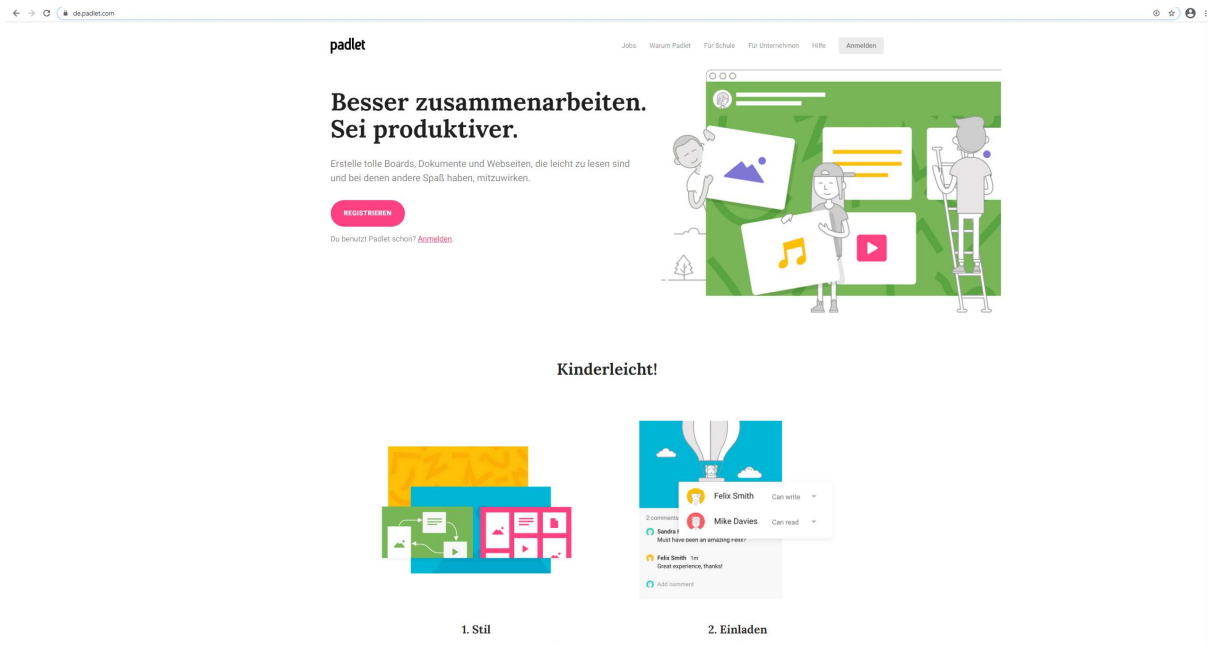 de.padlet.com
padlet
Jobs Warum Padlet Für Schule Für Unternehmen Hilfe Anmelden
Besser zusammenarbeiten.
Sei produktiver.
Erstelle tolle Boards, Dokumente und Webseiten, die leicht zu lesen sind
und bei denen andere Spaß haben, mitzuwirken.
REGISTRIEREN
Du benutzt Padlet schon? Anmelden.
Kinderleicht!
Felix Smith Can write
Mike Davies Can read
2 comments
Sandra
Must have been an amazing Felix?
Felix Smith 1m
Great experience, thanks!
Add comment
1. Stil
2. Einladen